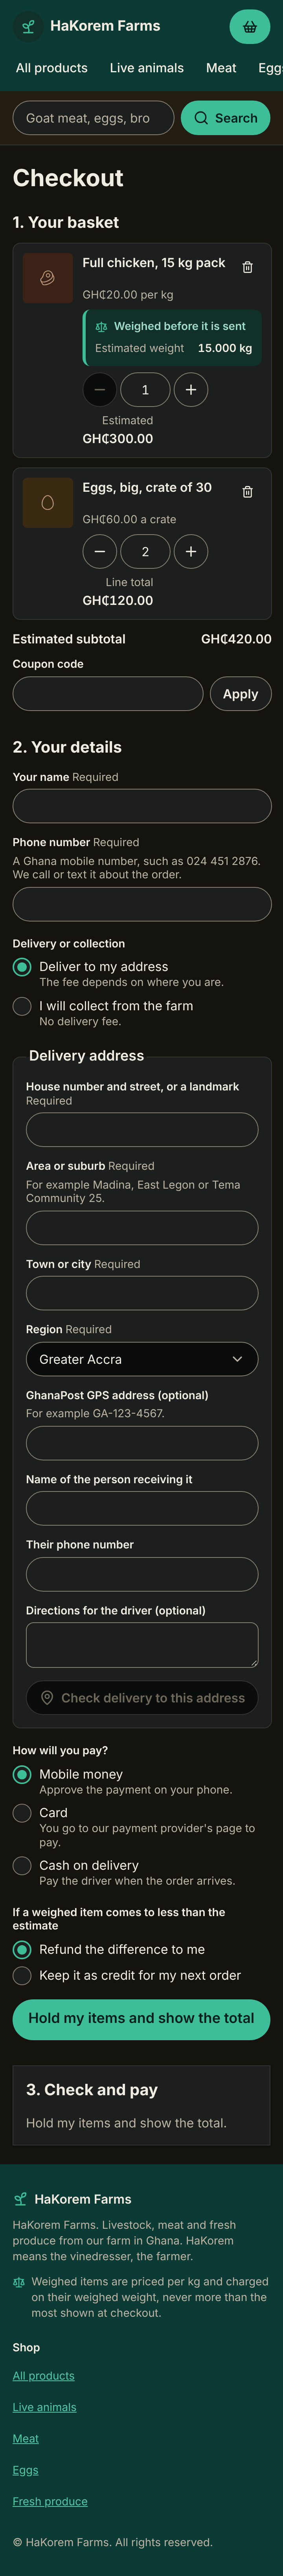 HaKorem Farms
All products Live animals Meat Eggs
Goat meat, eggs, bro
Search
Checkout
1. Your basket
Full chicken, 15 kg pack
GH₵20.00 per kg
Weighed before it is sent
Estimated weight 15.000 kg
1
Estimated
GH₵300.00
Eggs, big, crate of 30
GH₵60.00 a crate
2
Line total
GH₵120.00
Estimated subtotal GH₵420.00
Coupon code
Apply
2. Your details
Your name Required
Phone number Required
A Ghana mobile number, such as 024 451 2876.
We call or text it about the order.
Delivery or collection
Deliver to my address
The fee depends on where you are.
I will collect from the farm
No delivery fee.
Delivery address
House number and street, or a landmark
Required
Area or suburb Required
For example Madina, East Legon or Tema
Community 25.
Town or city Required
Region Required
Greater Accra
GhanaPost GPS address (optional)
For example GA-123-4567.
Name of the person receiving it
Their phone number
Directions for the driver (optional)
Check delivery to this address
How will you pay?
Mobile money
Approve the payment on your phone.
Card
You go to our payment provider's page to
pay.
Cash on delivery
Pay the driver when the order arrives.
If a weighed item comes to less than the
estimate
Refund the difference to me
Keep it as credit for my next order
Hold my items and show the total
3. Check and pay
Hold my items and show the total.
HaKorem Farms
HaKorem Farms. Livestock, meat and fresh
produce from our farm in Ghana. HaKorem
means the vinedresser, the farmer.
Weighed items are priced per kg and charged
on their weighed weight, never more than the
most shown at checkout.
Shop
All products
Live animals
Meat
Eggs
Fresh produce
© HaKorem Farms. All rights reserved.